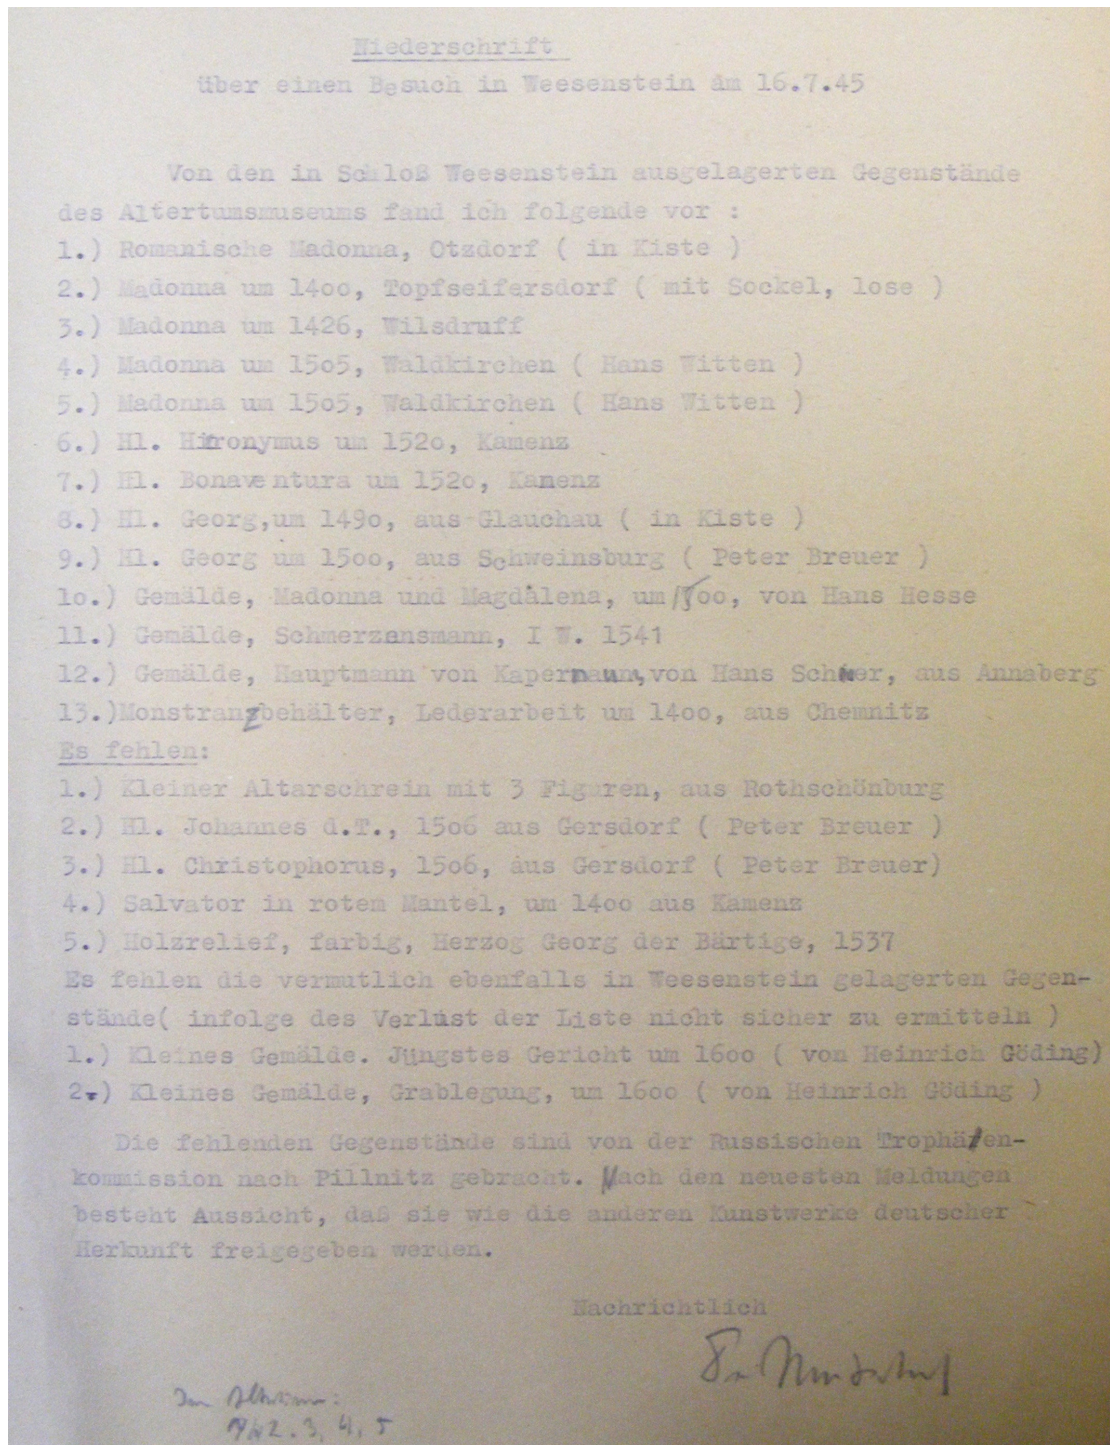 Niederschrift
über einen Besuch in Weesenstein am 16.7.45
Von den in Schloß Weesenstein ausgelagerten Gegenstände
des Altertumsmuseums fand ich folgende vor :
1.) Romanische Madonna, Otzdorf ( in Kiste )
2.) Madonna um 14oo, Topfseifersdorf ( mit Sockel, lose )
3.) Madonna um 1426, Wilsdruff
4.) Madonna um 15o5, Waldkirchen ( Hans Witten )
5.) Madonna um 15o5, Waldkirchen ( Hans Witten )
6.) Hl. Hieronymus um 152o, Kamenz
7.) Hl. Bonaventura um 152o, Kamenz
8.) Hl. Georg,um 149o, aus Glauchau ( in Kiste )
9.) Hl. Georg um 15oo, aus Schweinsburg ( Peter Breuer )
1o.) Gemälde, Madonna und Magdalena, um 15oo, von Hans Hesse
11.) Gemälde, Schmerzensmann, I W. 1541
12.) Gemälde, Hauptmann von Kapernaum,von Hans aus Annaberg
13.)Monstranzbehälter, Lederarbeit um 14oo, aus Chemnitz
Es fehlen:
1.) Kleiner Altarschrein mit 3 Figuren, aus Rothschönburg
2.) Hl. Johannes d.T., 15o6 aus Gersdorf ( Peter Breuer )
3.) Hl. Christophorus, 15o6, aus Gersdorf ( Peter Breuer)
4.) Salvator in rotem Mantel, um 14oo aus Kamenz
5.) Holzrelief, farbig, Herzog Georg der Bärtige, 1537
Es fehlen die vermutlich ebenfalls in Weesenstein gelagerten Gegen-
stände( infolge des Verlust der Liste nicht sicher zu ermitteln )
1.) Kleines Gemälde. Jüngstes Gericht um 16oo ( von Heinrich Göding)
2.) Kleines Gemälde, Grablegung, um 16oo ( von Heinrich Göding )
Die fehlenden Gegenstände sind von der Russischen Trophäen-
kommission nach Pillnitz gebracht. Nach den neuesten Meldungen
besteht Aussicht, daß sie wie die anderen Kunstwerke deutscher
Herkunft freigegeben werden.
Nachrichtlich
2. 3, 4, 5